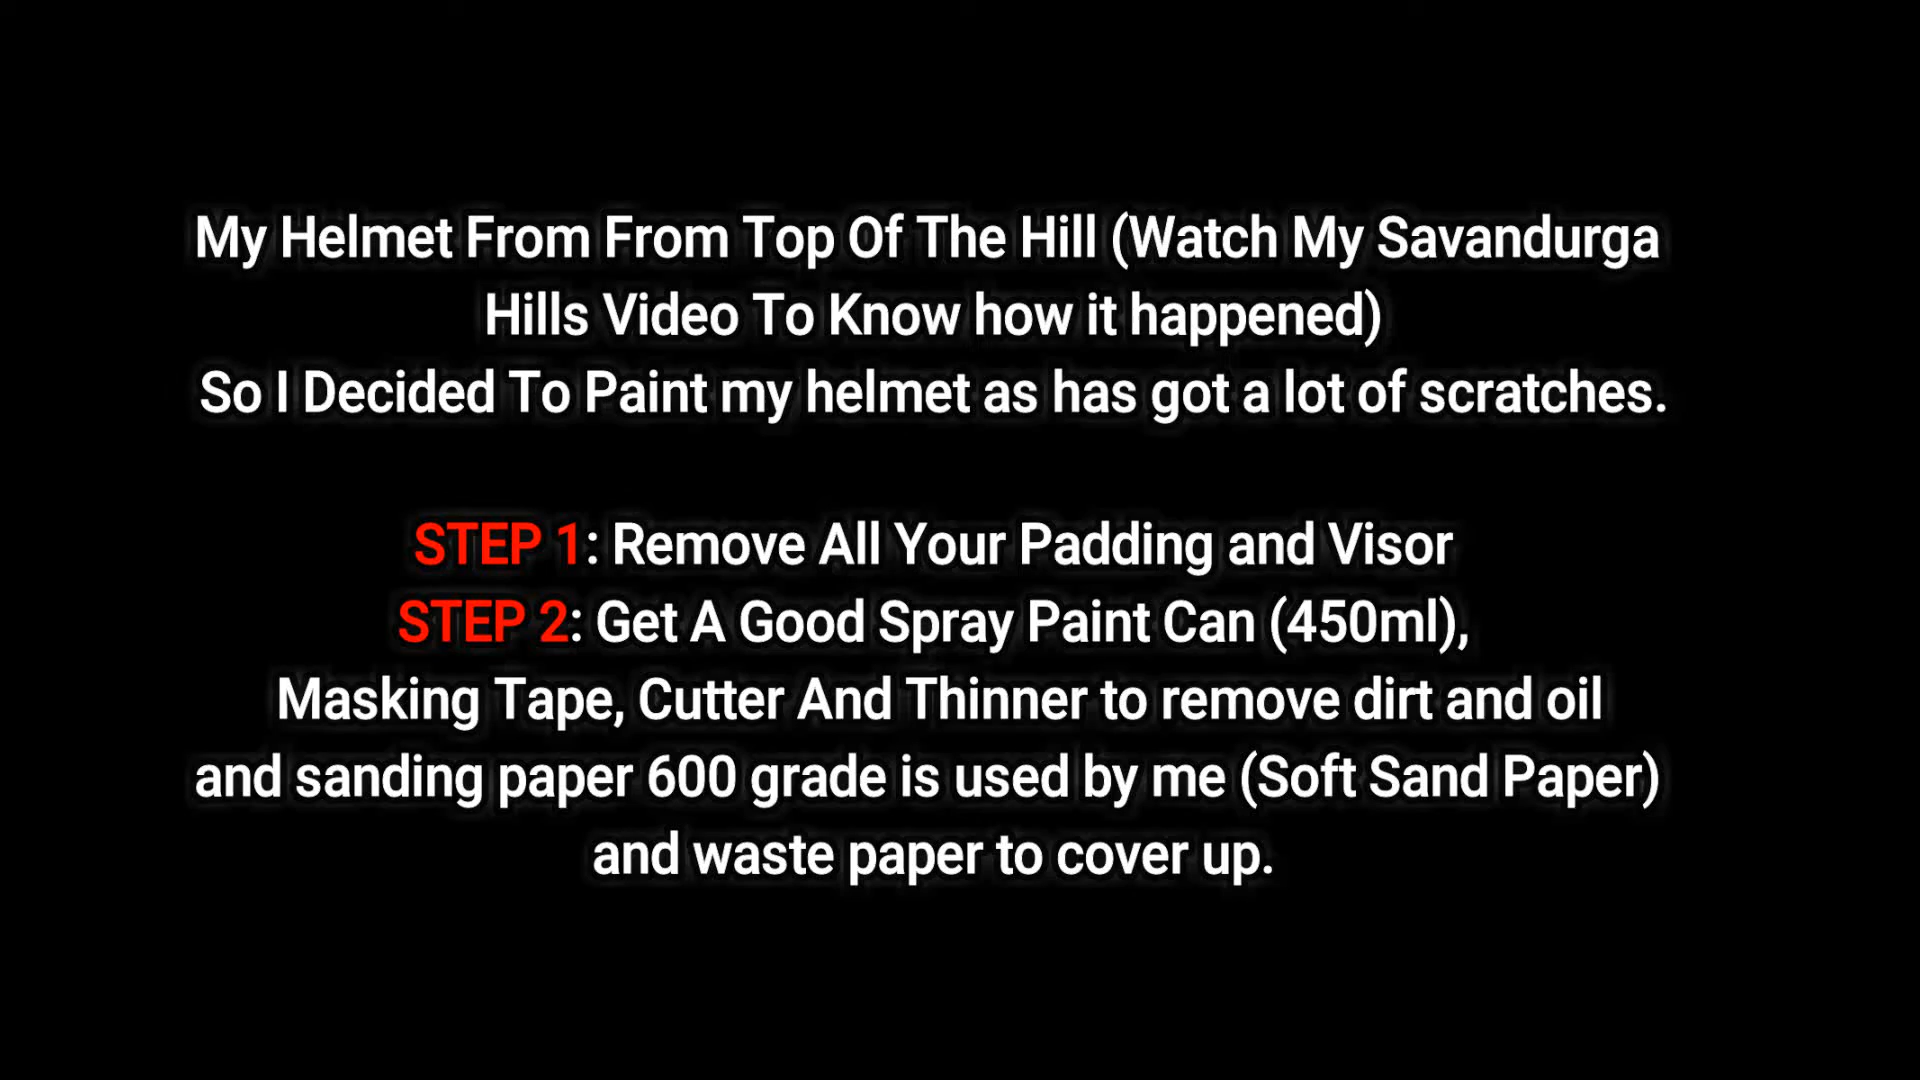 My Helmet From From Top Of The Hill (Watch My Savandurga
Hills Video To Know how it happened)
So I Decided To Paint my helmet as has got a lot of scratches.
STEP 1: Remove All Your Padding and Visor
STEP 2: Get A Good Spray Paint Can (450ml),
Masking Tape, Cutter And Thinner to remove dirt and oil
and sanding paper 600 grade is used by me (Soft Sand Paper)
and waste paper to cover up.